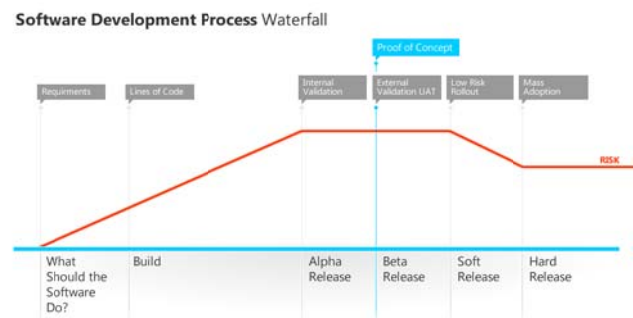 Software Development Process Waterfall
Proof of Concept
Requirments
Lines of Code
Internal
Validation
External
Validation UAT
Low Risk
Rollout
Mass
Adoption
RISK
What
Should the
Software
Do?
Build
Alpha
Release
Beta
Release
Soft
Release
Hard
Release